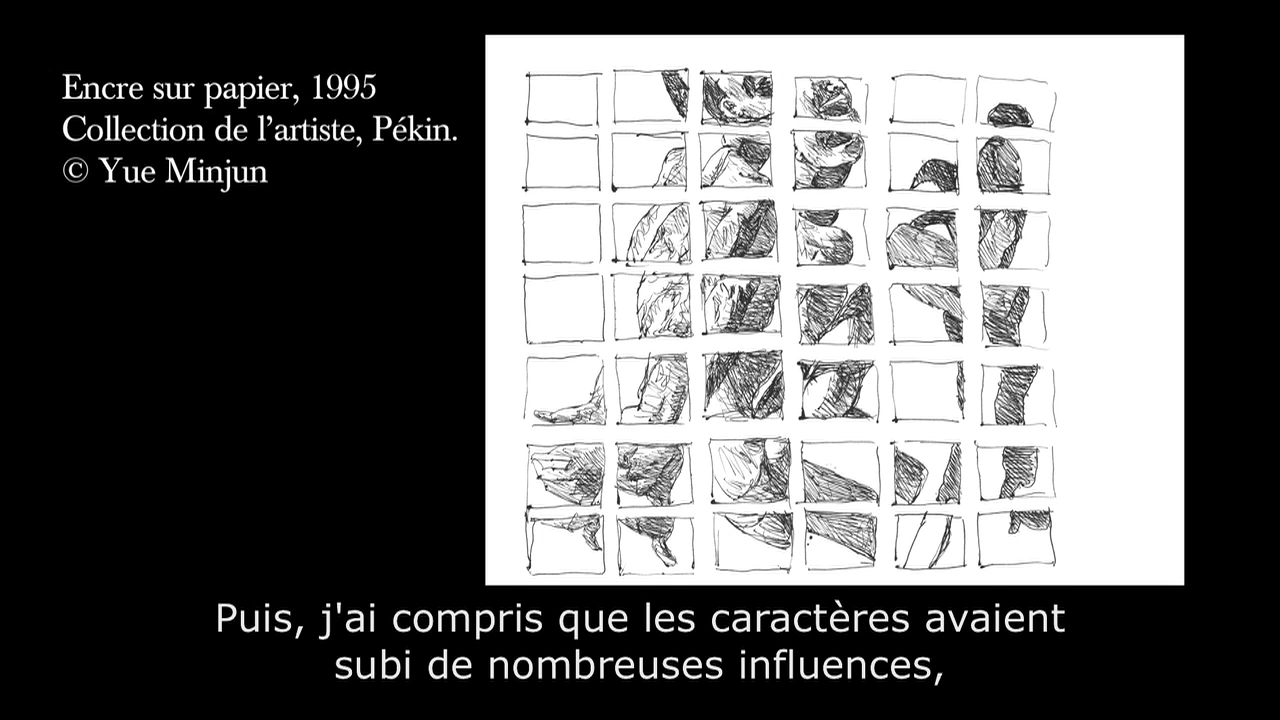 Encre sur papier, 1995
Collection de l’artiste, Pékin.
© Yue Minjun
Puis, j'ai compris que les caractères avaient
subi de nombreuses influences,